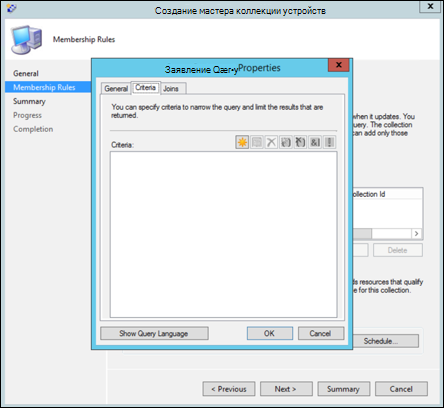 Создание мастера коллекции устройств
Membership Rules
General
Membership Rules
Summary
Progress
Completion
Заявление Query Properties
x
General
Criteria
Joins
You can specify criteria to narrow the query and limit the results that are
returned.
Criteria:
Show Query Language
OK
Cancel
when it updates. You
uery. The collection
can add only those
ollection Id
Delete
ds resources that qualify
e for this collection.
Schedule...
< Previous
Next >
Summary
Cancel